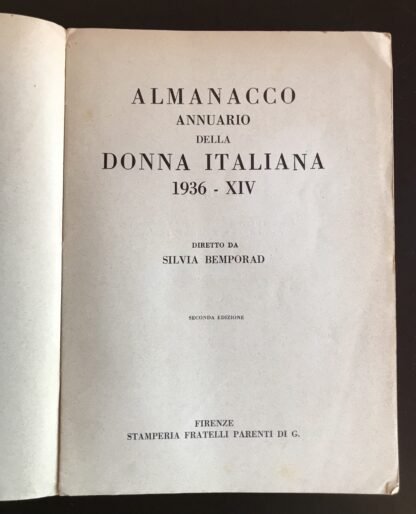 ALMANACCO
ANNUARIO
DELLA
DONNA ITALIANA
1936 - XIV
DIRETTO DA
SILVIA BEMPORAD
SECONDA EDIZIONE
FIRENZE
STAMPERIA FRATELLI PARENTI DI G.